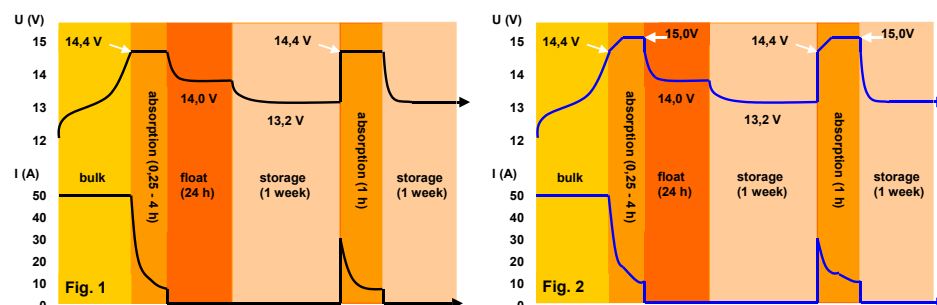 U (V)
15
14
13
12
I (A)
50
40
30
20
10
0
14,4 V
14,0 V
13,2 V
14,4 V
bulk
absorption (0,25 - 4 h)
float
(24 h)
storage
(1 week)
absorption (1 h)
storage
(1 week)
Fig. 1
U (V)
15
14
13
12
I (A)
50
40
30
20
10
0
14,4 V
15,0V
14,0 V
13,2 V
14,4 V
15,0V
bulk
absorption (0,25 - 4 h)
float
(24 h)
storage
(1 week)
absorption (1 h)
storage
(1 week)
Fig. 2